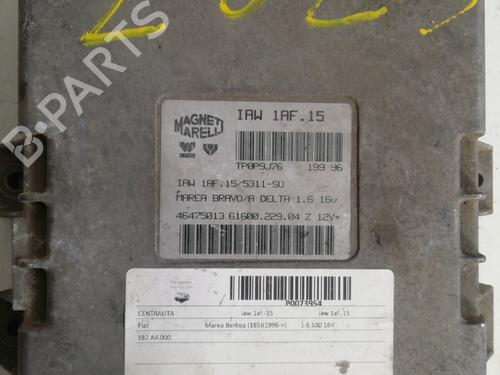 MAGNETI MARELLI
IAW 1AF.15
TP0P9J76 199 96
IAW 1AF.15/5311-SU
MAREA BRAVO/A DELTA 1.6 16v
46475013 61600.229.04 Z 12V=
P0073954
CENTRALITA iaw 1af -15 iaw 1af -15
Fiat Marea Berlina (185)(1996->) 1.6 100 16V
182 A4.000